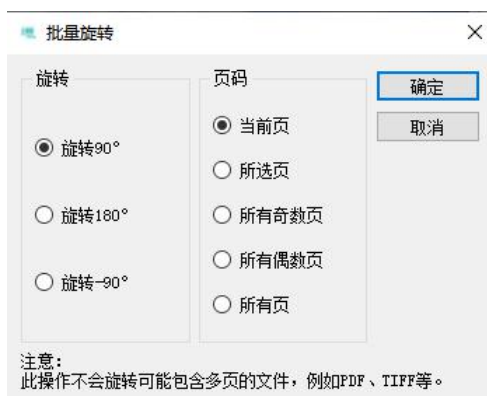 批量旋转
旋转
旋转90°
旋转180°
旋转-90°
页码
当前页
所选页
所有奇数页
所有偶数页
所有页
确定
取消
注意:
此操作不会旋转可能包含多页的文件，例如PDF、TIFF等。